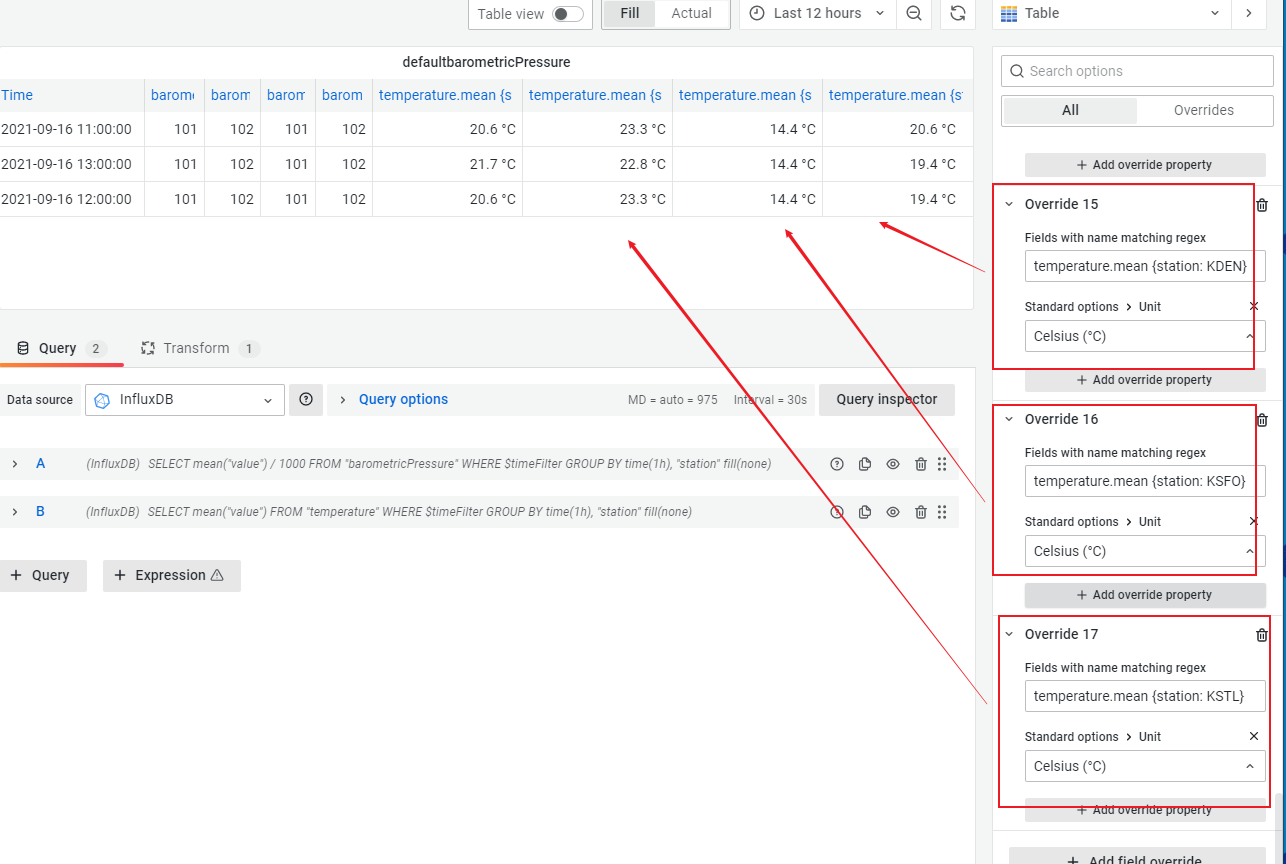 Table view Fill Actual Last 12 hours Table
defaultbarometricPressure
Time barome barom barom barom temperature.mean {s temperature.mean {s temperature.mean {s temperature.mean {s
2021-09-16 11:00:00 101 102 101 102 20.6 °C 23.3 °C 14.4 °C 20.6 °C
2021-09-16 13:00:00 101 102 101 102 21.7 °C 22.8 °C 14.4 °C 19.4 °C
2021-09-16 12:00:00 101 102 101 102 20.6 °C 23.3 °C 14.4 °C 19.4 °C
Query 2 Transform 1
Data source InfluxDB Query options MD = auto = 975 Interval = 30s Query inspector
A (InfluxDB) SELECT mean("value") / 1000 FROM "barometricPressure" WHERE $timeFilter GROUP BY time(1h), "station" fill(none)
B (InfluxDB) SELECT mean("value") FROM "temperature" WHERE $timeFilter GROUP BY time(1h), "station" fill(none)
+ Query + Expression
Search options
All Overrides
+ Add override property
Override 15
Fields with name matching regex
temperature.mean {station: KDEN}
Standard options > Unit
Celsius (°C)
+ Add override property
Override 16
Fields with name matching regex
temperature.mean {station: KSFO}
Standard options > Unit
Celsius (°C)
+ Add override property
Override 17
Fields with name matching regex
temperature.mean {station: KSTL}
Standard options > Unit
Celsius (°C)
+ Add override property
+ Add field override